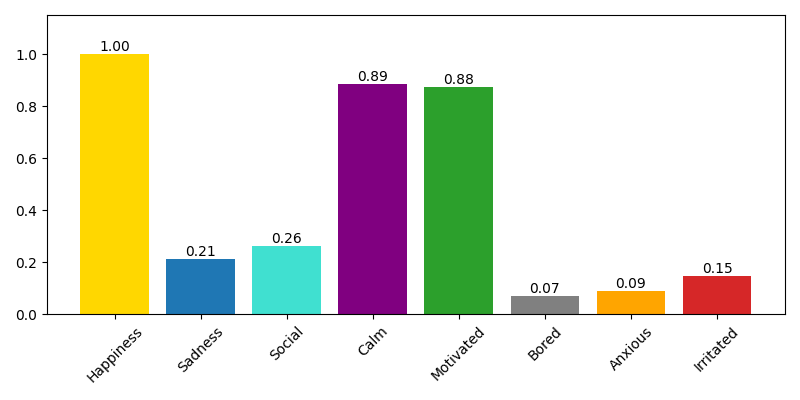 1.00
0.89
0.88
0.21
0.26
0.07
0.09
0.15
1.0
0.8
0.6
0.4
0.2
0.0
Happiness
Sadness
Social
Calm
Motivated
Bored
Anxious
Irritated